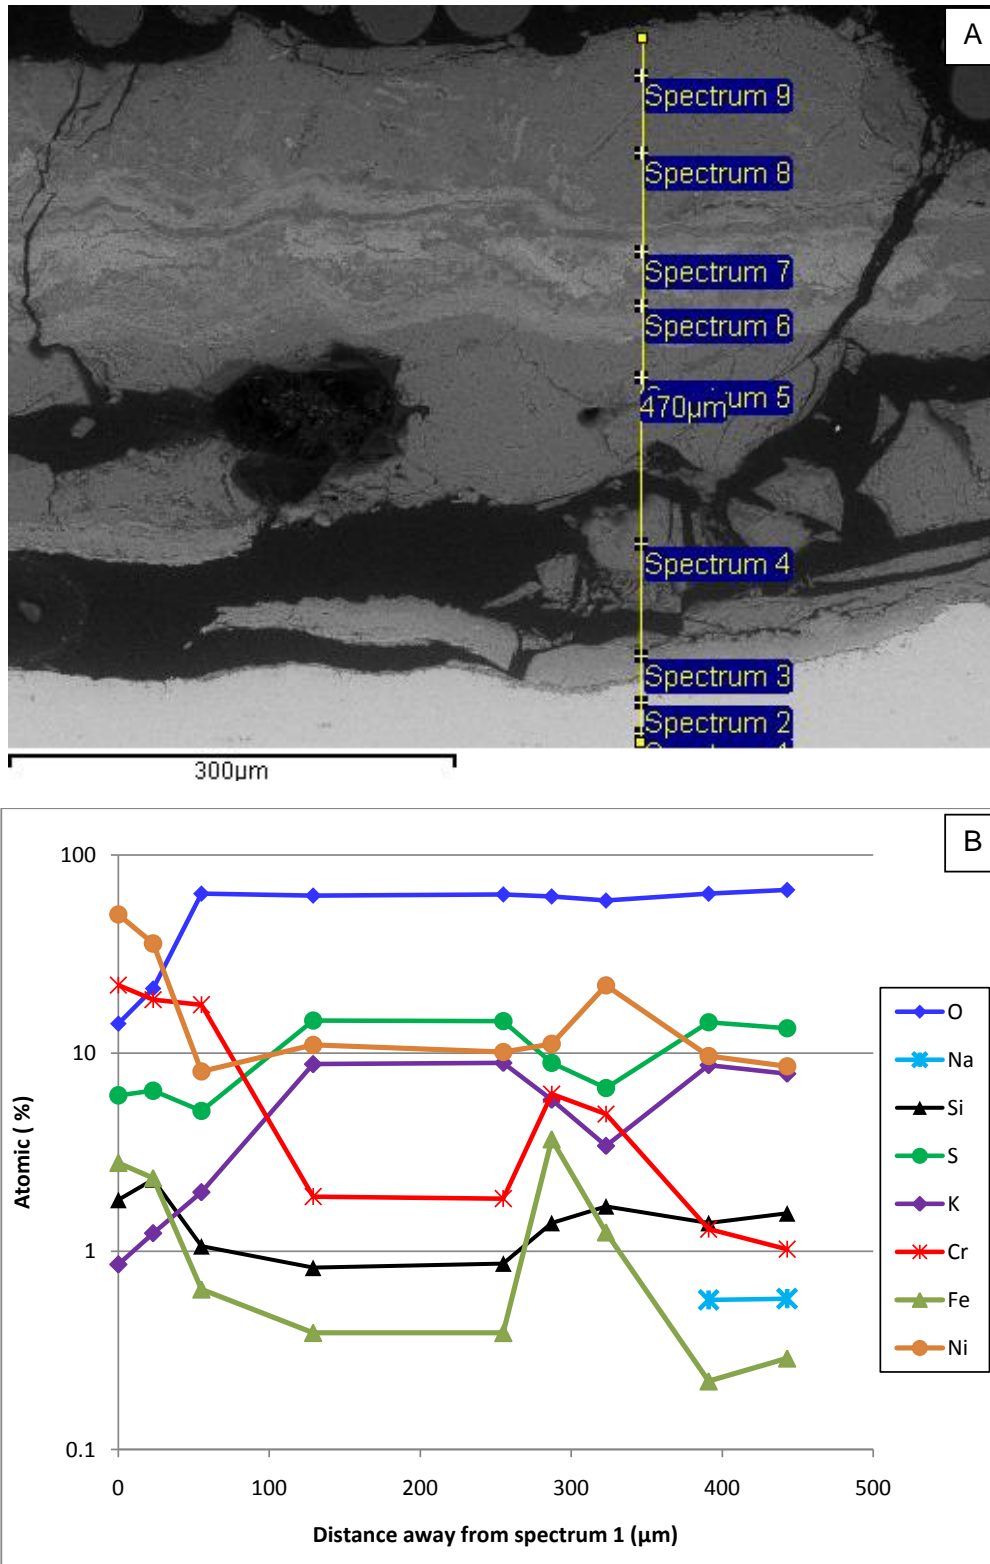 A
Spectrum 9
Spectrum 8
Spectrum 7
Spectrum 6
um 5
470µm
Spectrum 4
Spectrum 3
Spectrum 2
300µm
B
100
10
1
0.1
0
100
200
300
400
500
Atomic ( %)
Distance away from spectrum 1 (µm)
O
Na
Si
S
K
Cr
Fe
Ni